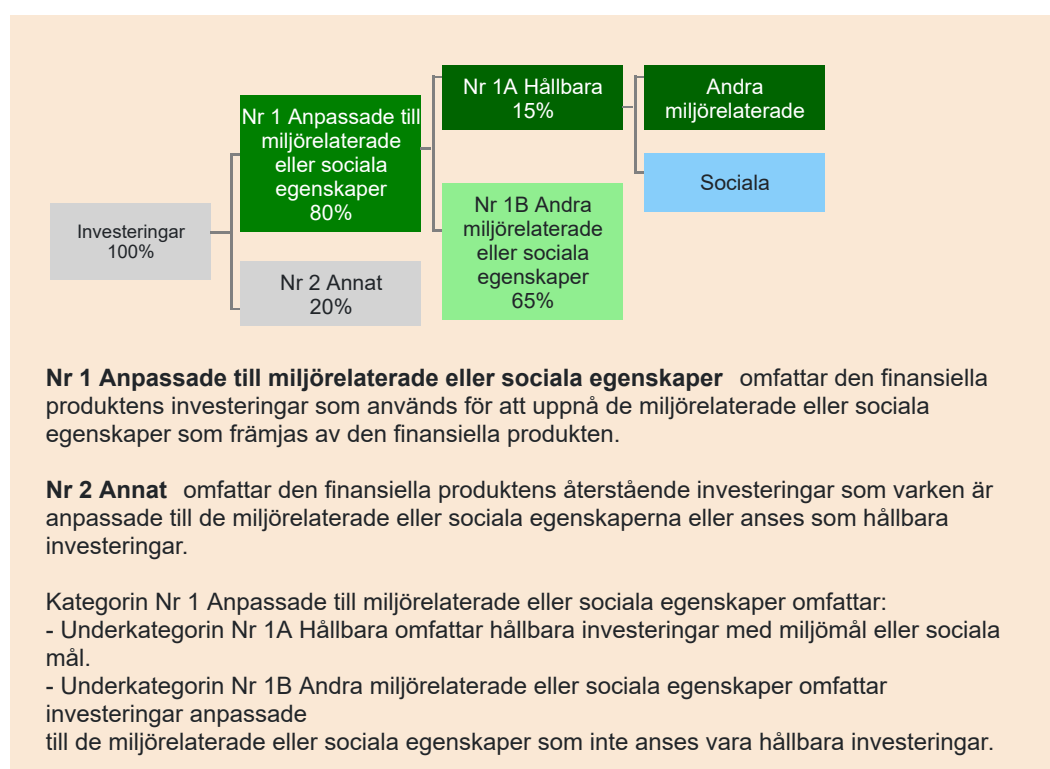 Investeringar
100%
Nr 1 Anpassade till
miljörelaterade
eller sociala
egenskaper
80%
Nr 2 Annat
20%
Nr 1A Hållbara
15%
Nr 1B Andra
miljörelaterade
eller sociala
egenskaper
65%
Andra
miljörelaterade
Sociala
Nr 1 Anpassade till miljörelaterade eller sociala egenskaper omfattar den finansiella
produktens investeringar som används för att uppnå de miljörelaterade eller sociala
egenskaper som främjas av den finansiella produkten.
Nr 2 Annat omfattar den finansiella produktens återstående investeringar som varken är
anpassade till de miljörelaterade eller sociala egenskaperna eller anses som hållbara
investeringar.
Kategorin Nr 1 Anpassade till miljörelaterade eller sociala egenskaper omfattar:
- Underkategorin Nr 1A Hållbara omfattar hållbara investeringar med miljömål eller sociala
mål.
- Underkategorin Nr 1B Andra miljörelaterade eller sociala egenskaper omfattar
investeringar anpassade
till de miljörelaterade eller sociala egenskaper som inte anses vara hållbara investeringar.